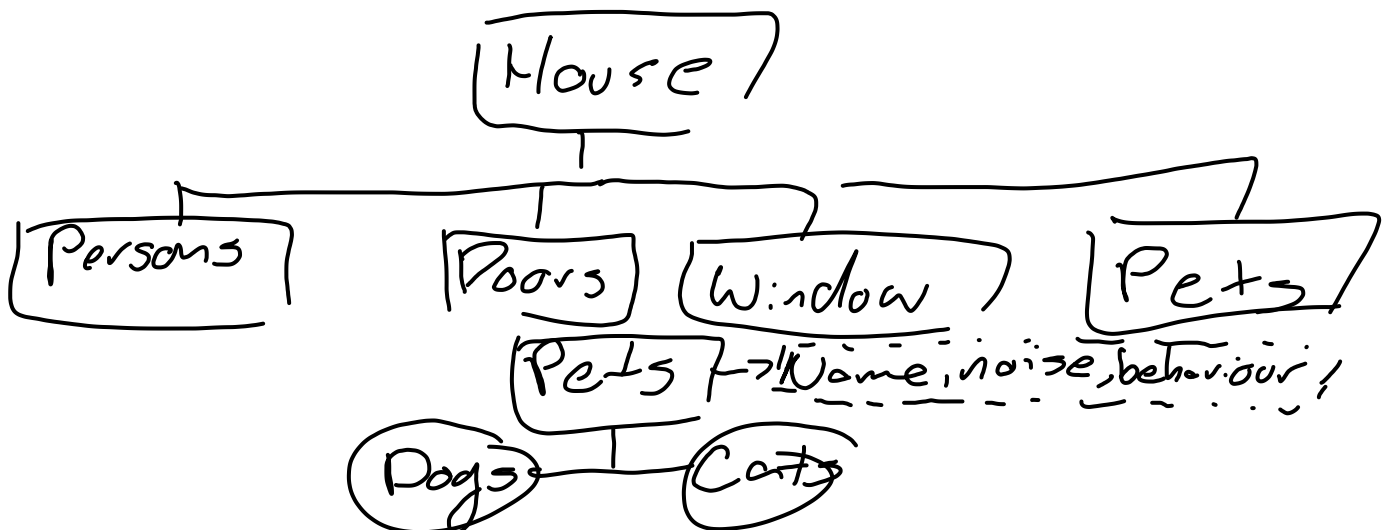 House
Persons Doors Window Pets
Pets Name, noise, behaviour
Dogs Cats